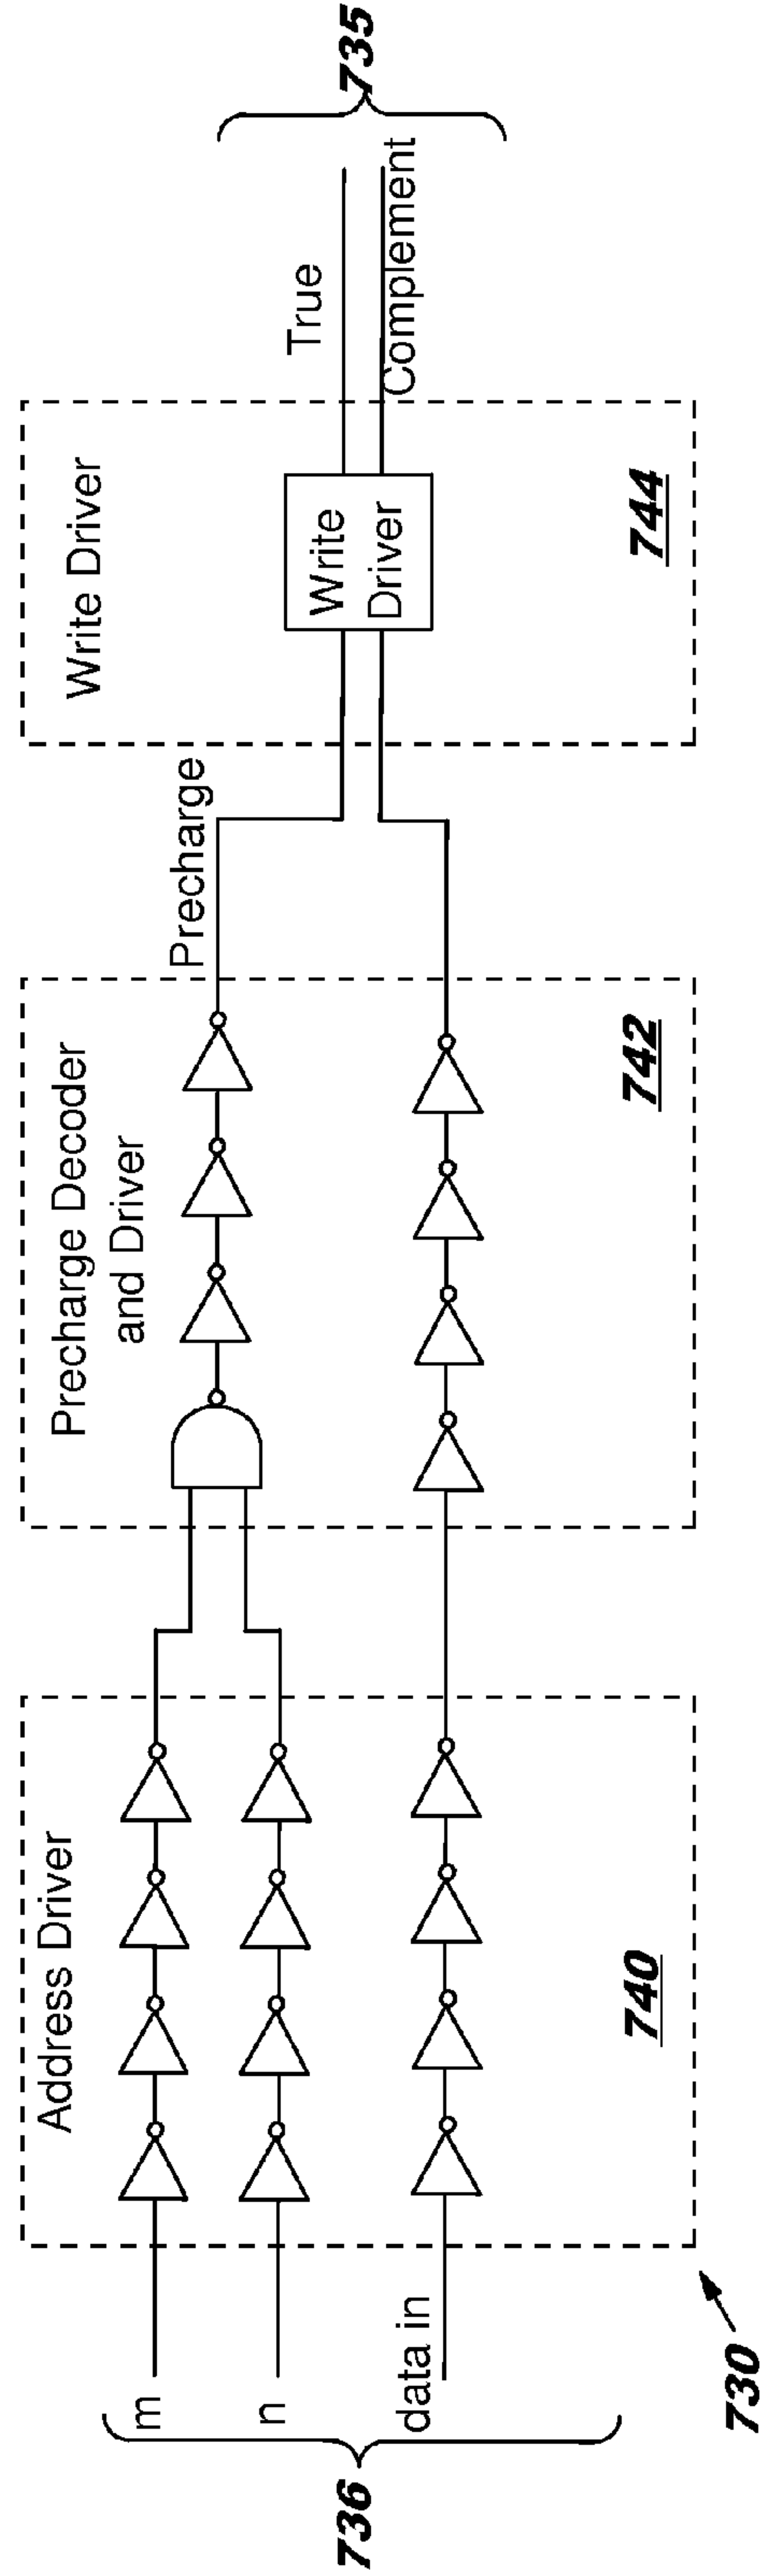 736
m
n
data in
730
Address Driver
740
Precharge Decoder
and Driver
742
Precharge
Write Driver
Write
Driver
744
True
Complement
735